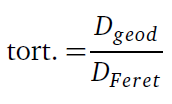 tort. = D_geod / D_Feret